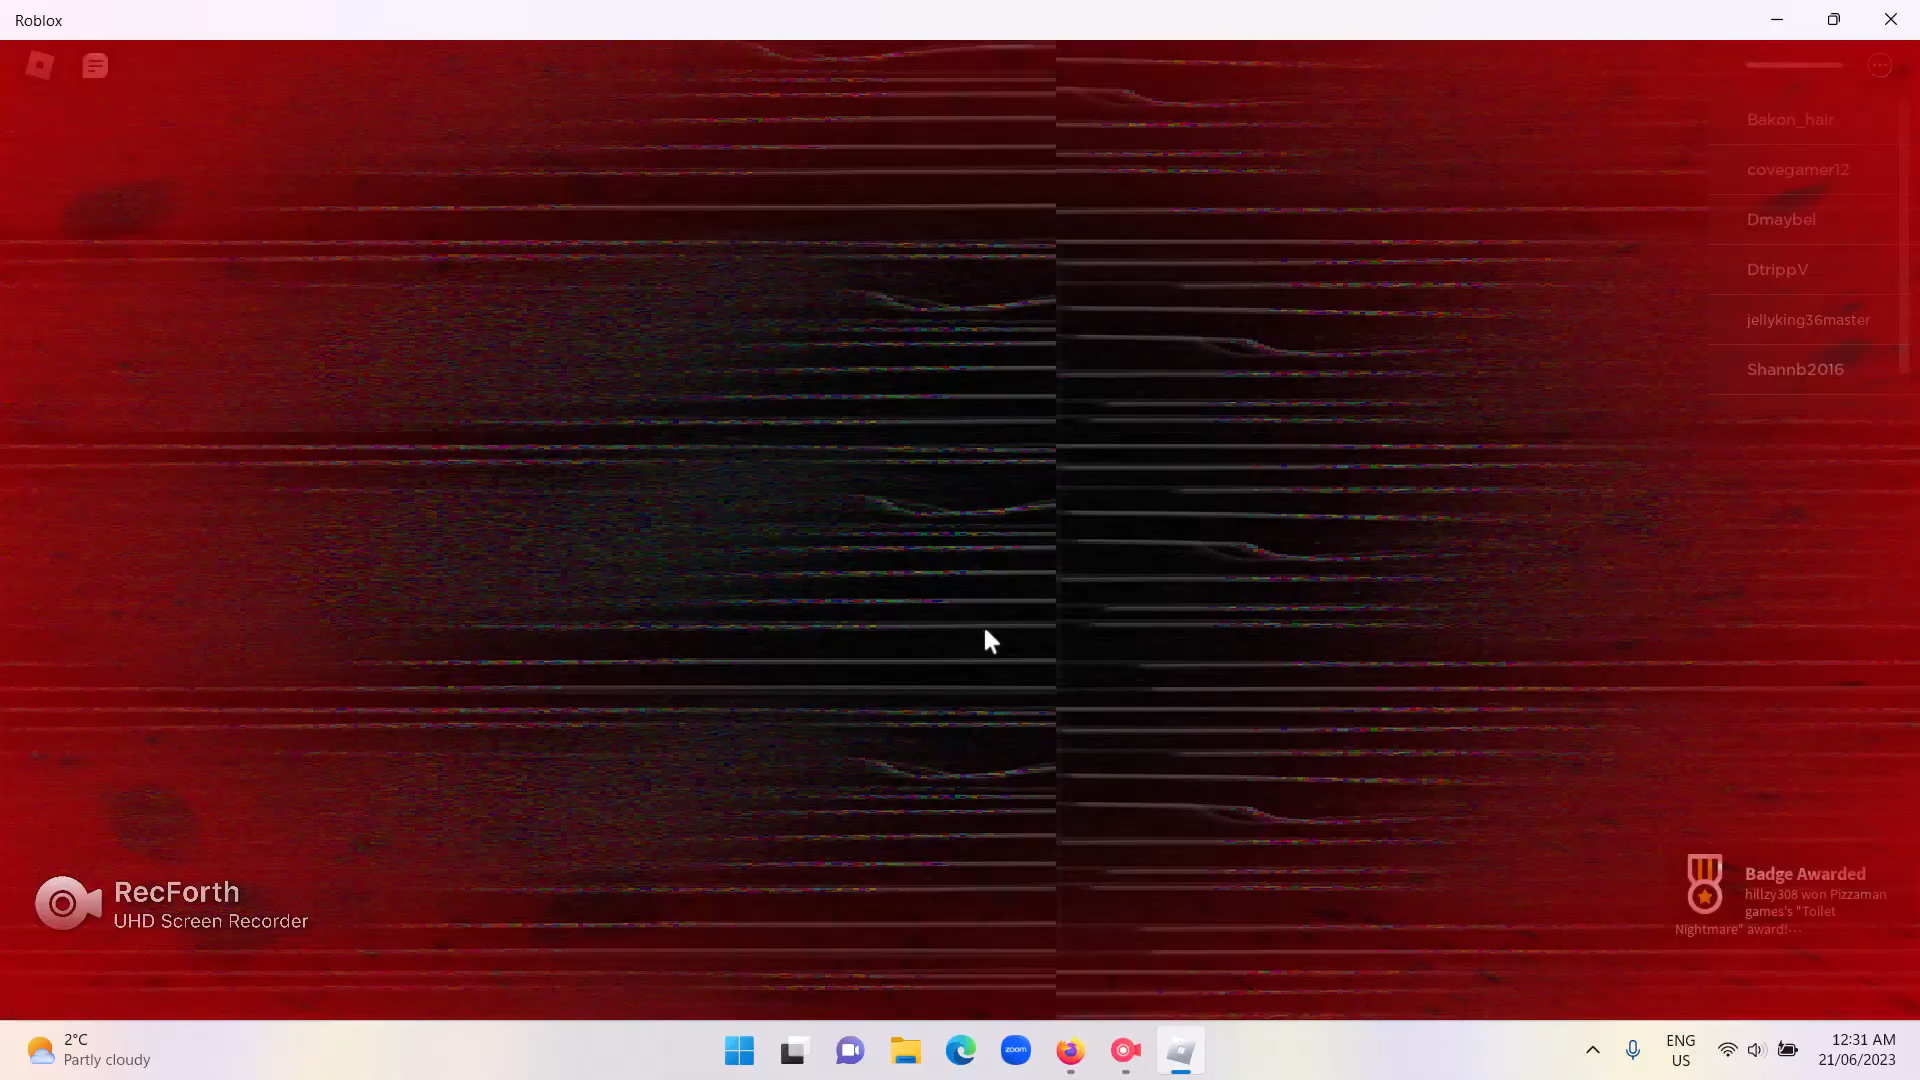 Roblox
Bakon_hair
covegamer12
Dmaybel
DtrippV
jellyking36master
Shannb2016
RecForth
UHD Screen Recorder
Badge Awarded
hillzy308 won Pizzaman
games's "Toilet
Nightmare" award!...
2°C
Partly cloudy
zoom
ENG
US
12:31 AM
21/06/2023